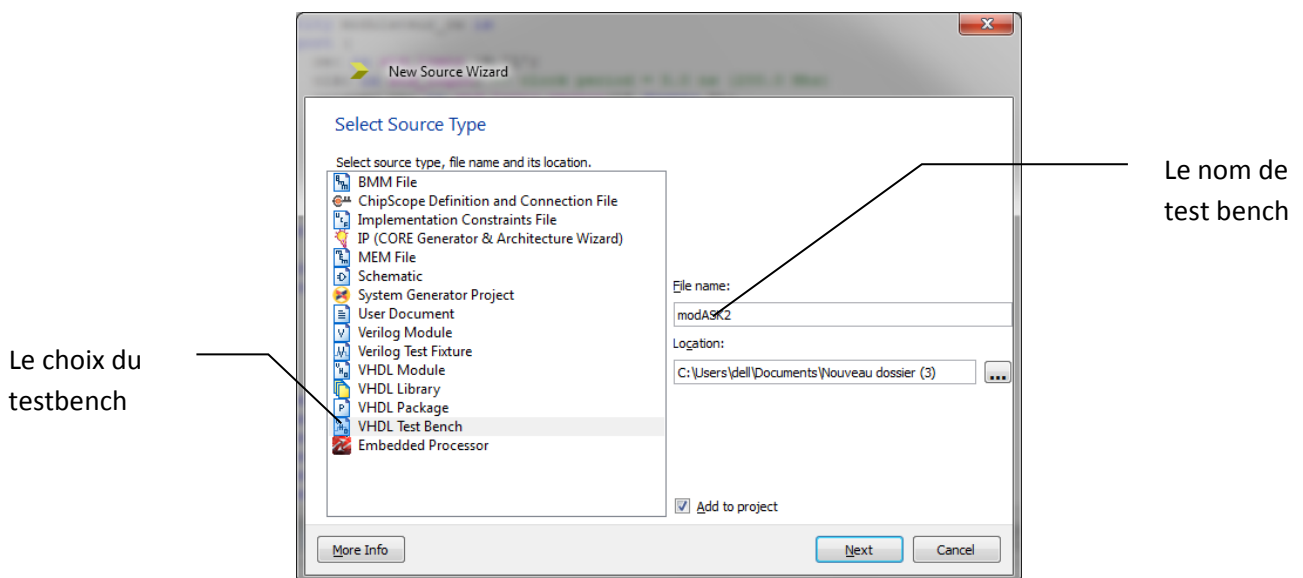 New Source Wizard
Select Source Type
Select source type, file name and its location.
BMM File
ChipScope Definition and Connection File
Implementation Constraints File
IP (CORE Generator & Architecture Wizard)
MEM File
Schematic
System Generator Project
User Document
Verilog Module
Verilog Test Fixture
VHDL Module
VHDL Library
VHDL Package
VHDL Test Bench
Embedded Processor
File name:
modASK2
Location:
C:\Users\dell\Documents\Nouveau dossier (3)
...
Add to project
More Info
Next
Cancel
Le nom de
test bench
Le choix du
testbench